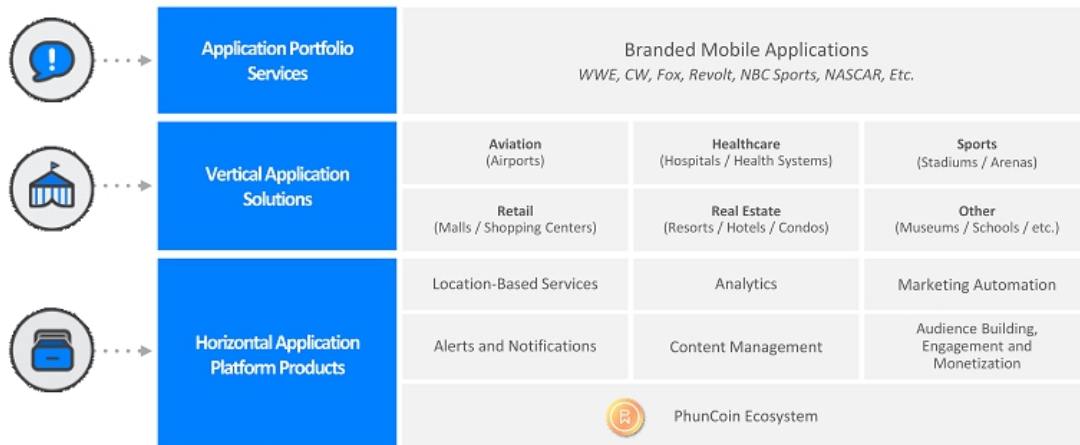 Application Portfolio
Services
Branded Mobile Applications
WWE, CW, Fox, Revolt, NBC Sports, NASCAR, Etc.
Vertical Application
Solutions
Aviation
(Airports)
Healthcare
(Hospitals / Health Systems)
Sports
(Stadiums / Arenas)
Retail
(Malls / Shopping Centers)
Real Estate
(Resorts / Hotels / Condos)
Other
(Museums / Schools / etc.)
Horizontal Application
Platform Products
Location-Based Services
Analytics
Marketing Automation
Alerts and Notifications
Content Management
Audience Building,
Engagement and
Monetization
PhunCoin Ecosystem